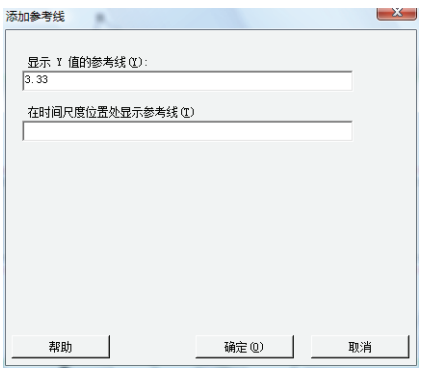 添加参考线
显示 Y 值的参考线(Y):
3.33
在时间尺度位置处显示参考线(T)
帮助
确定(O)
取消